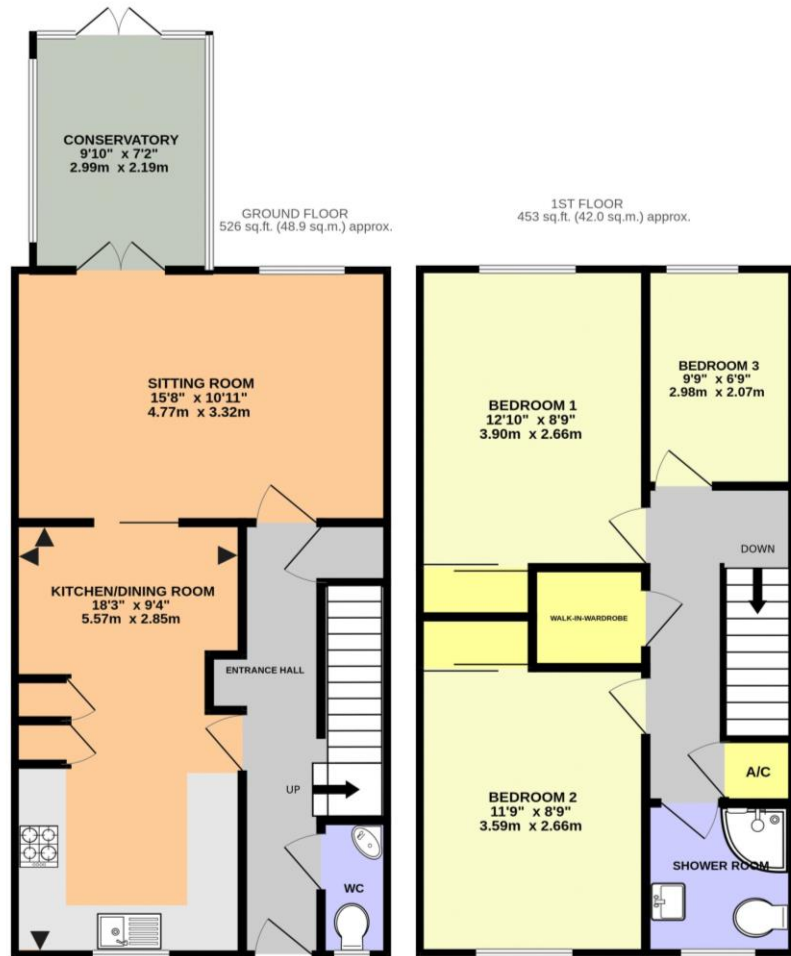 CONSERVATORY
9'10" x 7'2"
2.99m x 2.19m
GROUND FLOOR
526 sq.ft. (48.9 sq.m.) approx.
SITTING ROOM
15'8" x 10'11"
4.77m x 3.32m
KITCHEN/DINING ROOM
18'3" x 9'4"
5.57m x 2.85m
ENTRANCE HALL
UP
WC
1ST FLOOR
453 sq.ft. (42.0 sq.m.) approx.
BEDROOM 1
12'10" x 8'9"
3.90m x 2.66m
BEDROOM 3
9'9" x 6'9"
2.98m x 2.07m
DOWN
WALK-IN-WARDROBE
BEDROOM 2
11'9" x 8'9"
3.59m x 2.66m
A/C
SHOWER ROOM